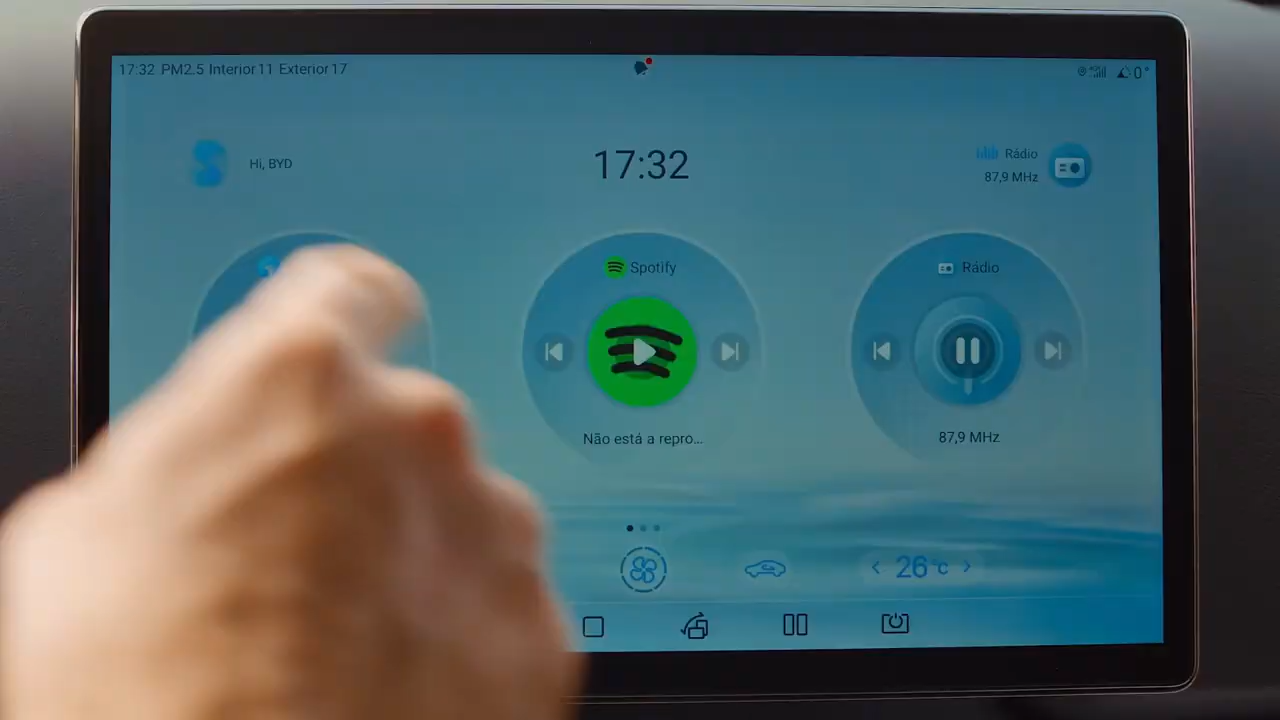 17:32 PM2.5 Interior 11 Exterior 17
0°
Hi, BYD
17:32
Rádio
87,9 MHz
Spotify
Rádio
Não está a repro...
87,9 MHz
26°C